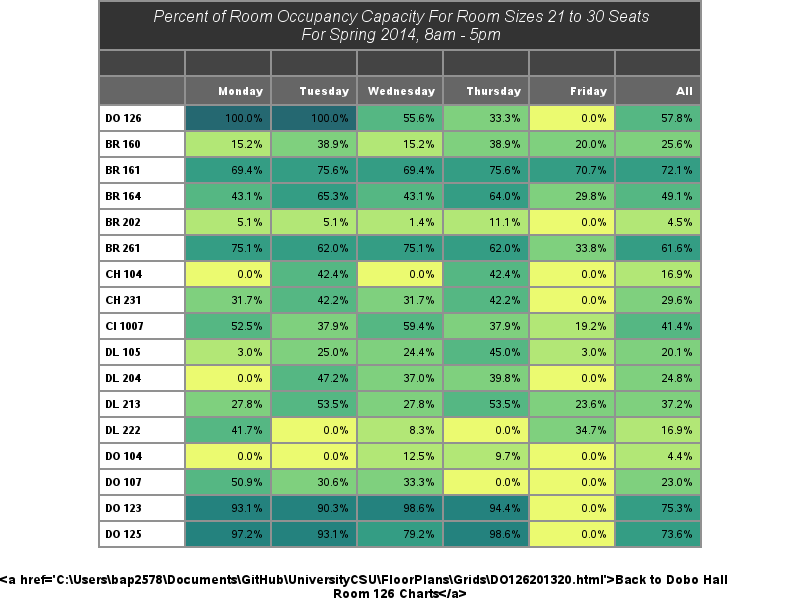 Percent of Room Occupancy Capacity For Room Sizes 21 to 30 Seats
For Spring 2014, 8am - 5pm
Monday Tuesday Wednesday Thursday Friday All
DO 126 100.0% 100.0% 55.6% 33.3% 0.0% 57.8%
BR 160 15.2% 38.9% 15.2% 38.9% 20.0% 25.6%
BR 161 69.4% 75.6% 69.4% 75.6% 70.7% 72.1%
BR 164 43.1% 65.3% 43.1% 64.0% 29.8% 49.1%
BR 202 5.1% 5.1% 1.4% 11.1% 0.0% 4.5%
BR 261 75.1% 62.0% 75.1% 62.0% 33.8% 61.6%
CH 104 0.0% 42.4% 0.0% 42.4% 0.0% 16.9%
CH 231 31.7% 42.2% 31.7% 42.2% 0.0% 29.6%
CI 1007 52.5% 37.9% 59.4% 37.9% 19.2% 41.4%
DL 105 3.0% 25.0% 24.4% 45.0% 3.0% 20.1%
DL 204 0.0% 47.2% 37.0% 39.8% 0.0% 24.8%
DL 213 27.8% 53.5% 27.8% 53.5% 23.6% 37.2%
DL 222 41.7% 0.0% 8.3% 0.0% 34.7% 16.9%
DO 104 0.0% 0.0% 12.5% 9.7% 0.0% 4.4%
DO 107 50.9% 30.6% 33.3% 0.0% 0.0% 23.0%
DO 123 93.1% 90.3% 98.6% 94.4% 0.0% 75.3%
DO 125 97.2% 93.1% 79.2% 98.6% 0.0% 73.6%
<a href='C:\Users\bap2578\Documents\GitHub\UniversityCSU\FloorPlans\Grids\DO126201320.html'>Back to Dobo Hall
Room 126 Charts</a>